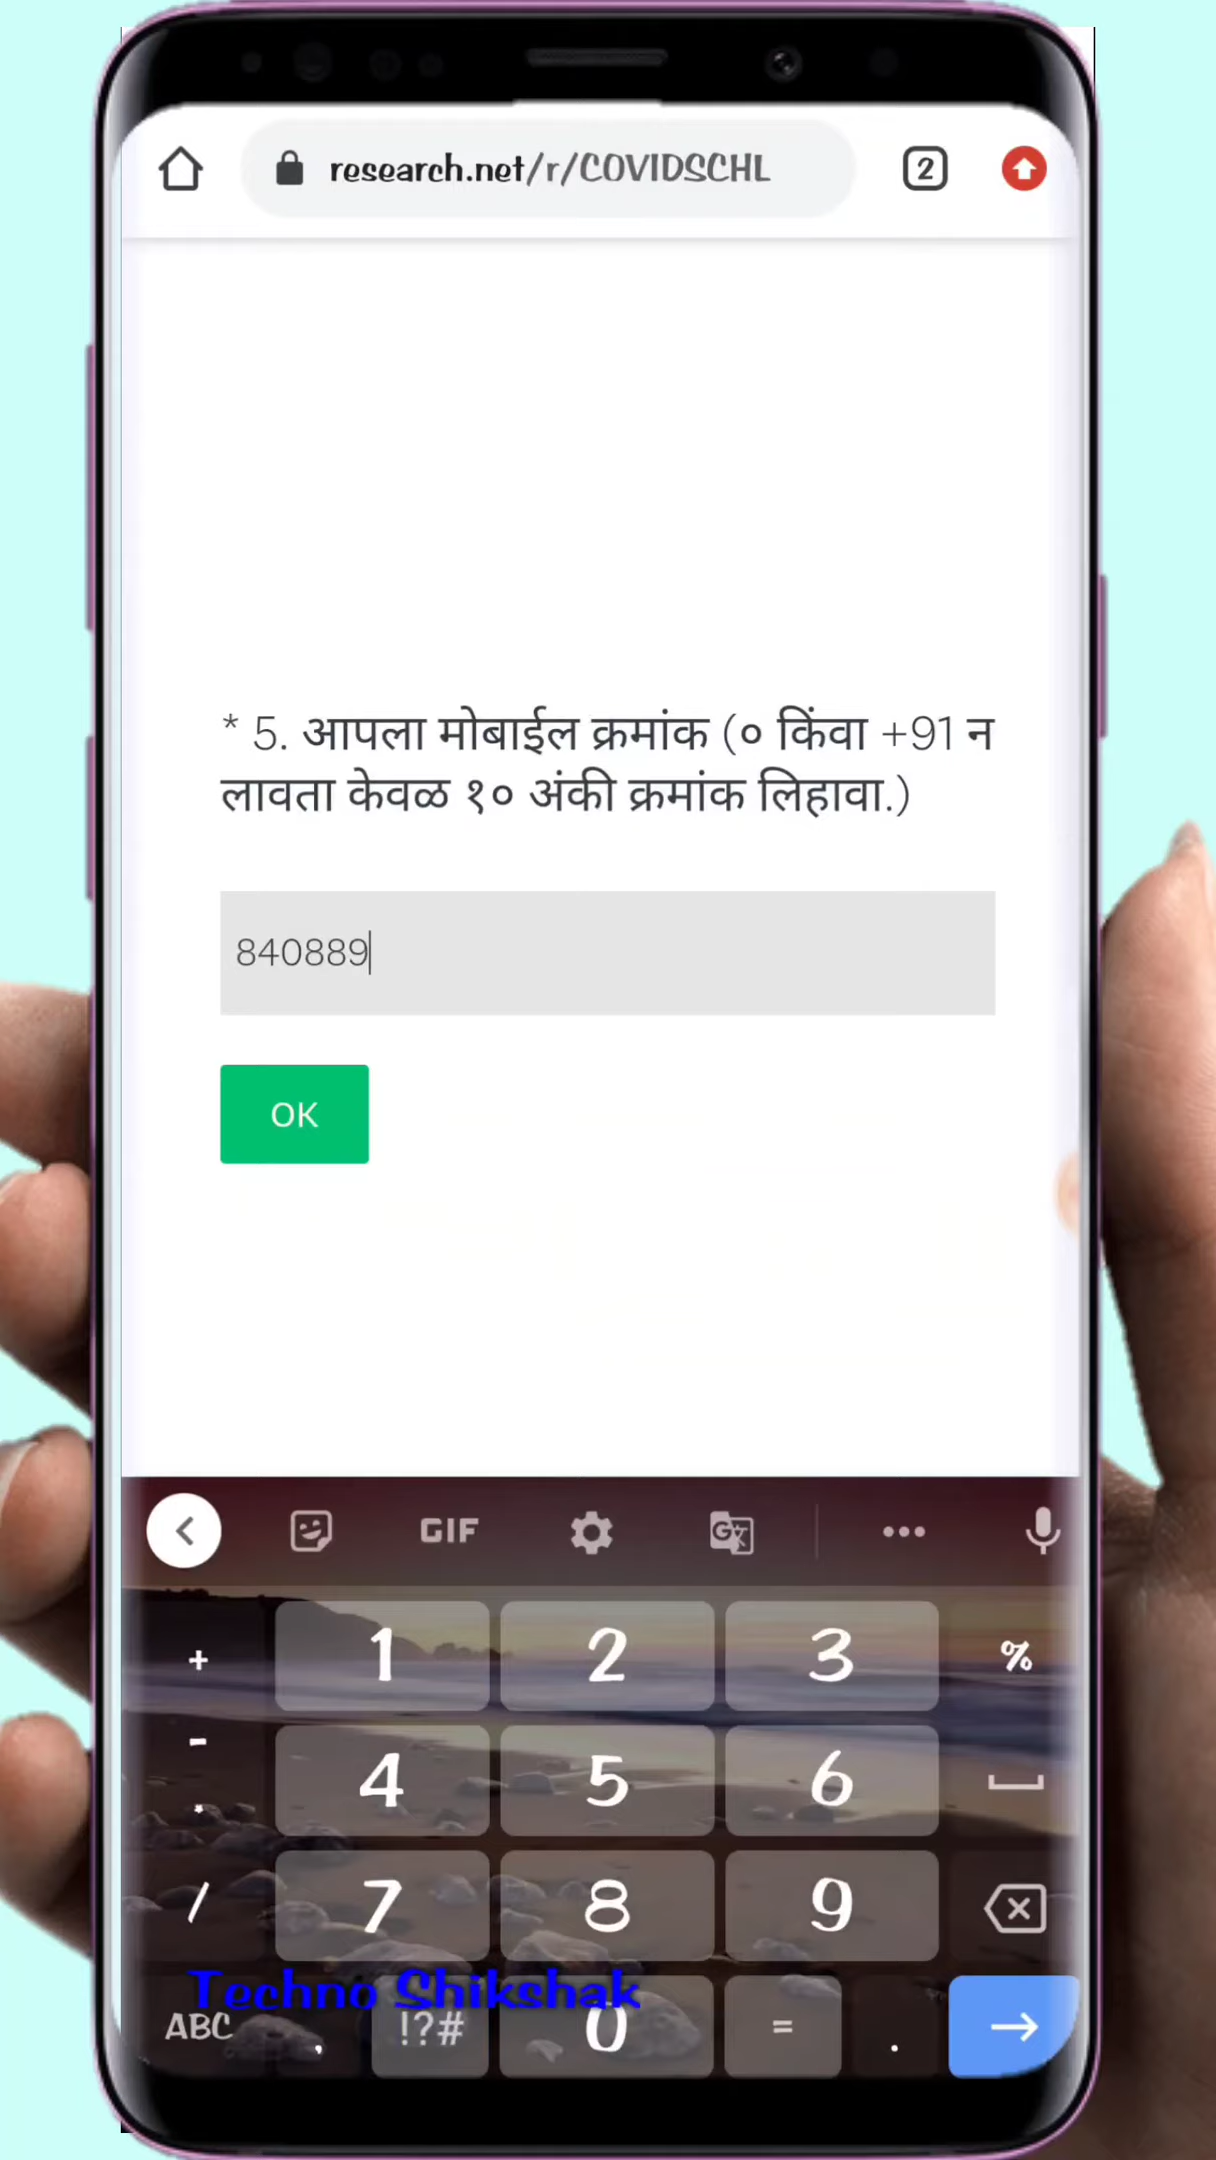 research.net/r/COVIDSCHL
2
* 5. आपला मोबाईल क्रमांक (० किंवा +91 न
लावता केवळ १० अंकी क्रमांक लिहावा.)
840889
OK
GIF
G
+ 1 2 3 %
- 4 5 6
/ 7 8 9
Techno Shikshak
ABC , !?# 0 = .